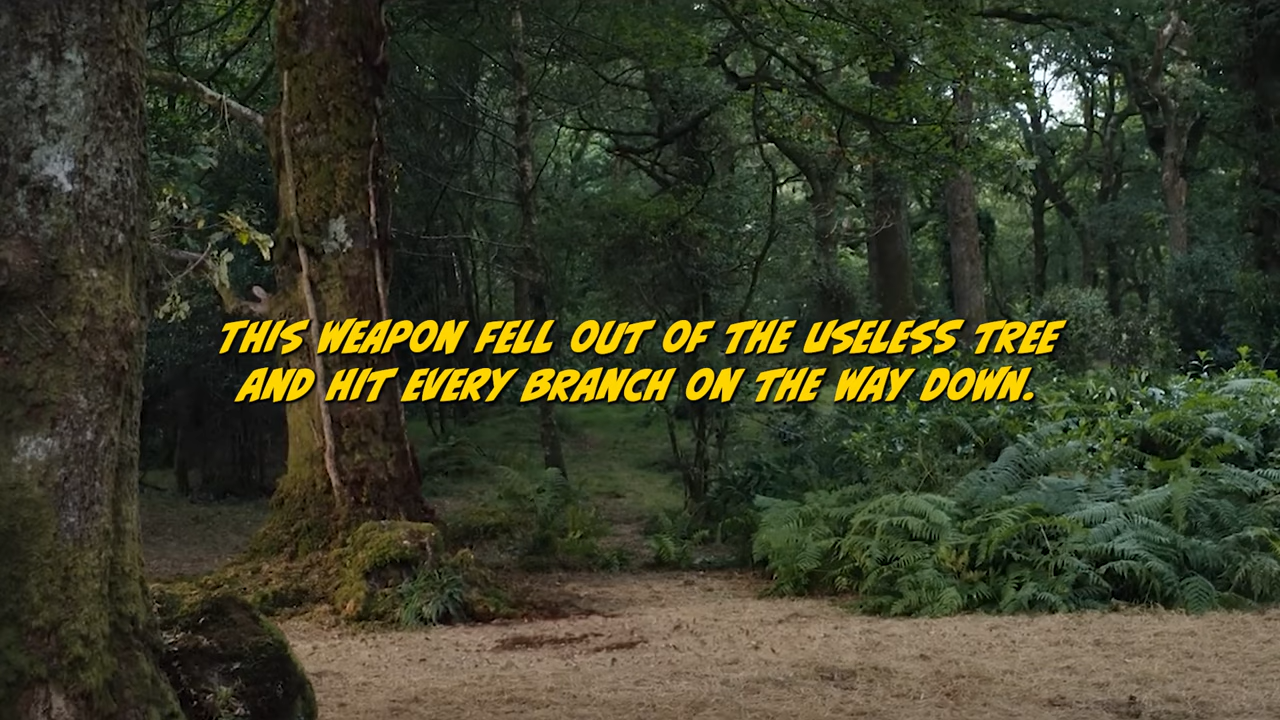 THIS WEAPON FELL OUT OF THE USELESS TREE
AND HIT EVERY BRANCH ON THE WAY DOWN.